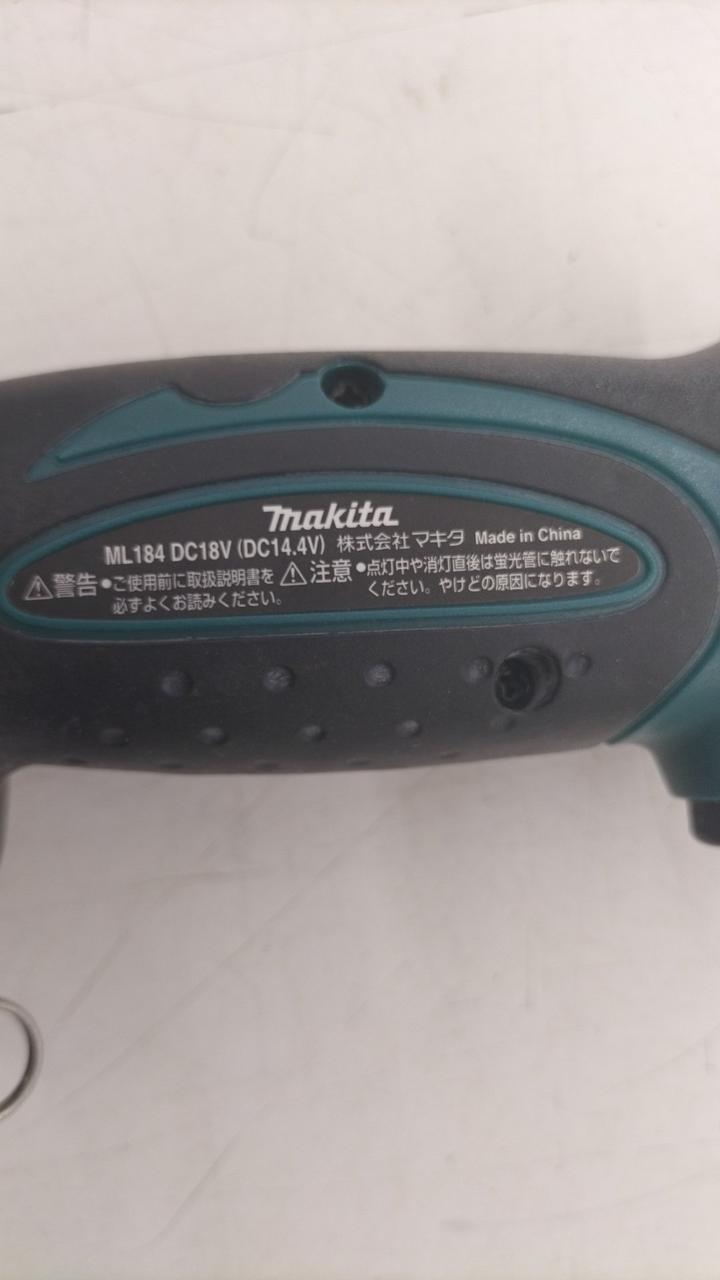 makita
ML184 DC18V (DC14.4V) 株式会社マキタ Made in China
⚠警告 ●ご使用前に取扱説明書を
必ずよくお読みください。
⚠注意 ●点灯中や消灯直後は蛍光管に触れないで
ください。やけどの原因になります。